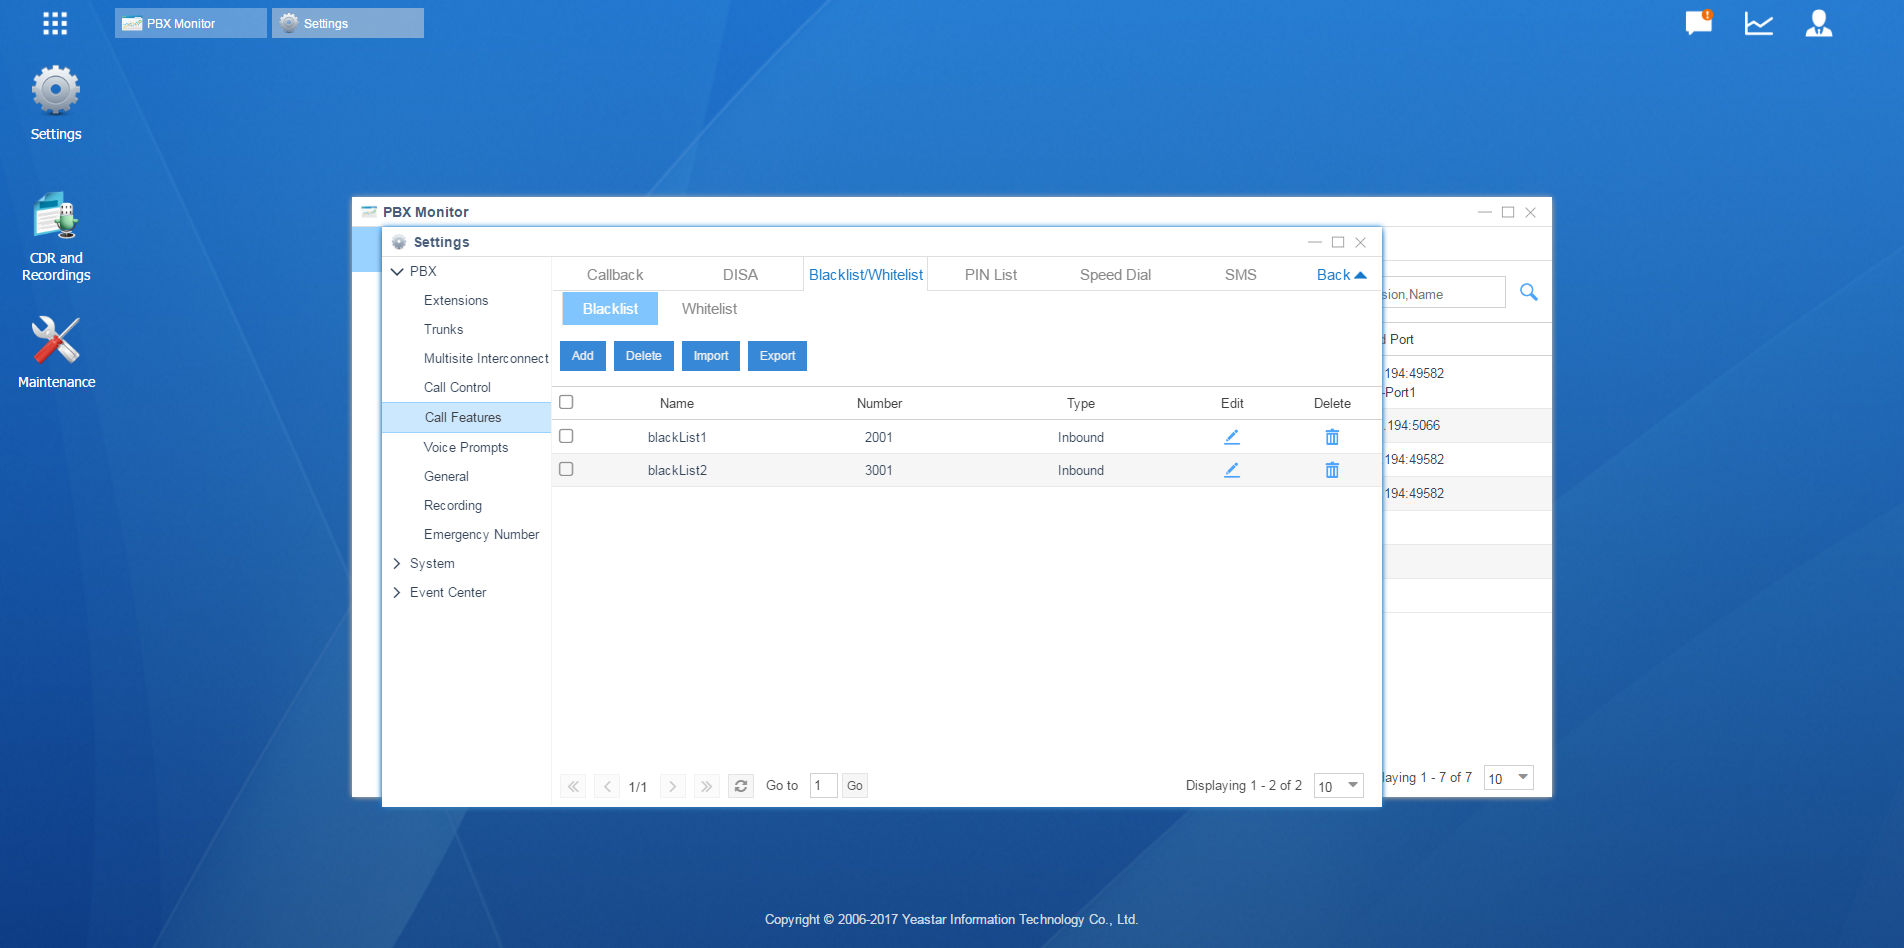 PBX Monitor
Settings
Settings
CDR and
Recordings
Maintenance
PBX Monitor
Settings
PBX
Extensions
Trunks
Multisite Interconnect
Call Control
Call Features
Voice Prompts
General
Recording
Emergency Number
System
Event Center
Callback DISA Blacklist/Whitelist PIN List Speed Dial SMS Back
Blacklist Whitelist
Add Delete Import Export
Name Number Type Edit Delete
blackList1 2001 Inbound
blackList2 3001 Inbound
1/1 Go to 1 Go Displaying 1 - 2 of 2 10
sion,Name
d Port
194:49582
-Port1
.194:5066
194:49582
194:49582
laying 1 - 7 of 7 10
Copyright © 2006-2017 Yeastar Information Technology Co., Ltd.